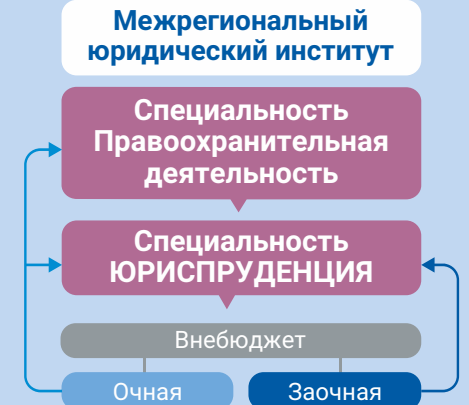 Межрегиональный
юридический институт
Специальность
Правоохранительная
деятельность
Специальность
ЮРИСПРУДЕНЦИЯ
Внебюджет
Очная
Заочная